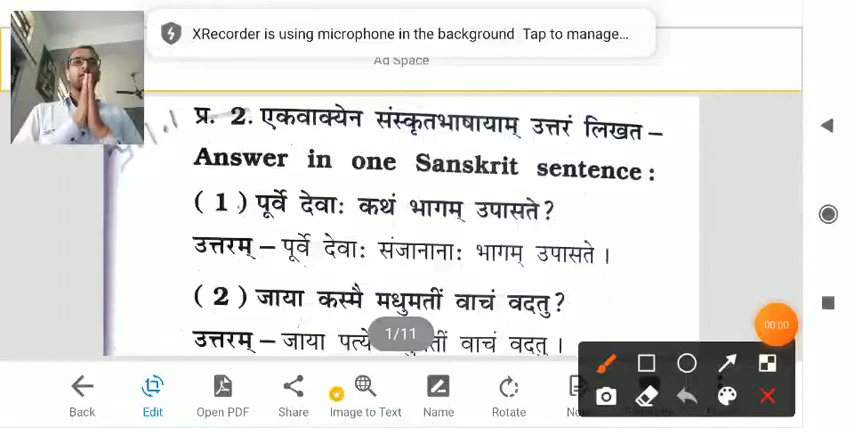 XRecorder is using microphone in the background Tap to manage...
Ad Space
प्र. 2. एकवाक्येन संस्कृतभाषायाम् उत्तरं लिखत –
Answer in one Sanskrit sentence :
( 1 ) पूर्वे देवाः कथं भागम् उपासते?
उत्तरम् – पूर्वे देवाः संजानानाः भागम् उपासते ।
( 2 ) जाया कस्मै मधुमतीं वाचं वदतु?
1/11
उत्तरम् – जाया पत्ये वाचं वदतु ।
00:00
Back Edit Open PDF Share Image to Text Name Rotate